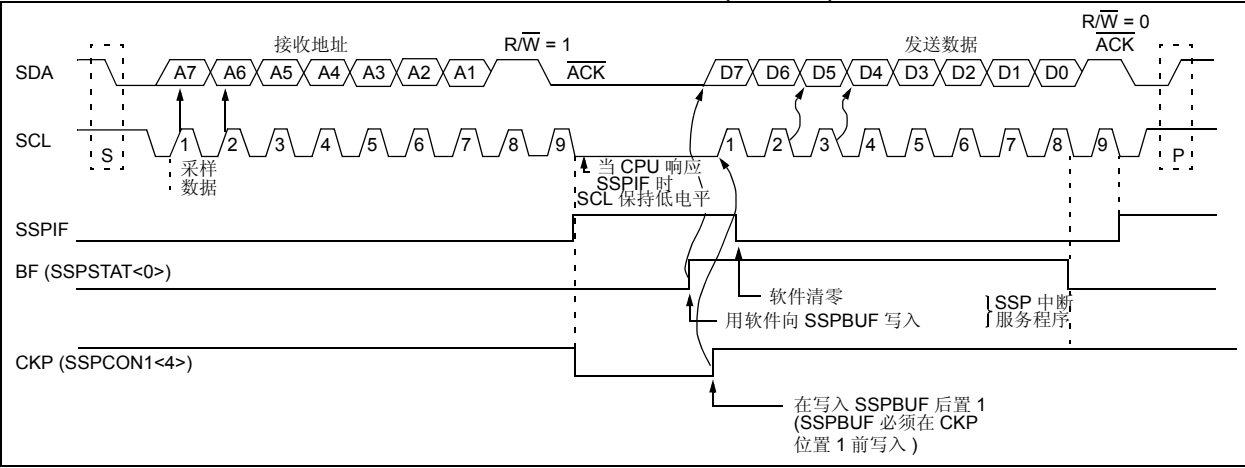 R/W = 0
接收地址 R/W = 1 发送数据 ACK
SDA A7 A6 A5 A4 A3 A2 A1 ACK D7 D6 D5 D4 D3 D2 D1 D0
SCL S 1 2 3 4 5 6 7 8 9 1 2 3 4 5 6 7 8 9 P
采样
数据
当 CPU 响应
SSPIF 时
SCL 保持低电平
SSPIF
BF (SSPSTAT<0>)
软件清零
用软件向 SSPBUF 写入
SSP 中断
服务程序
CKP (SSPCON1<4>)
在写入 SSPBUF 后置 1
(SSPBUF 必须在 CKP
位置 1 前写入 )